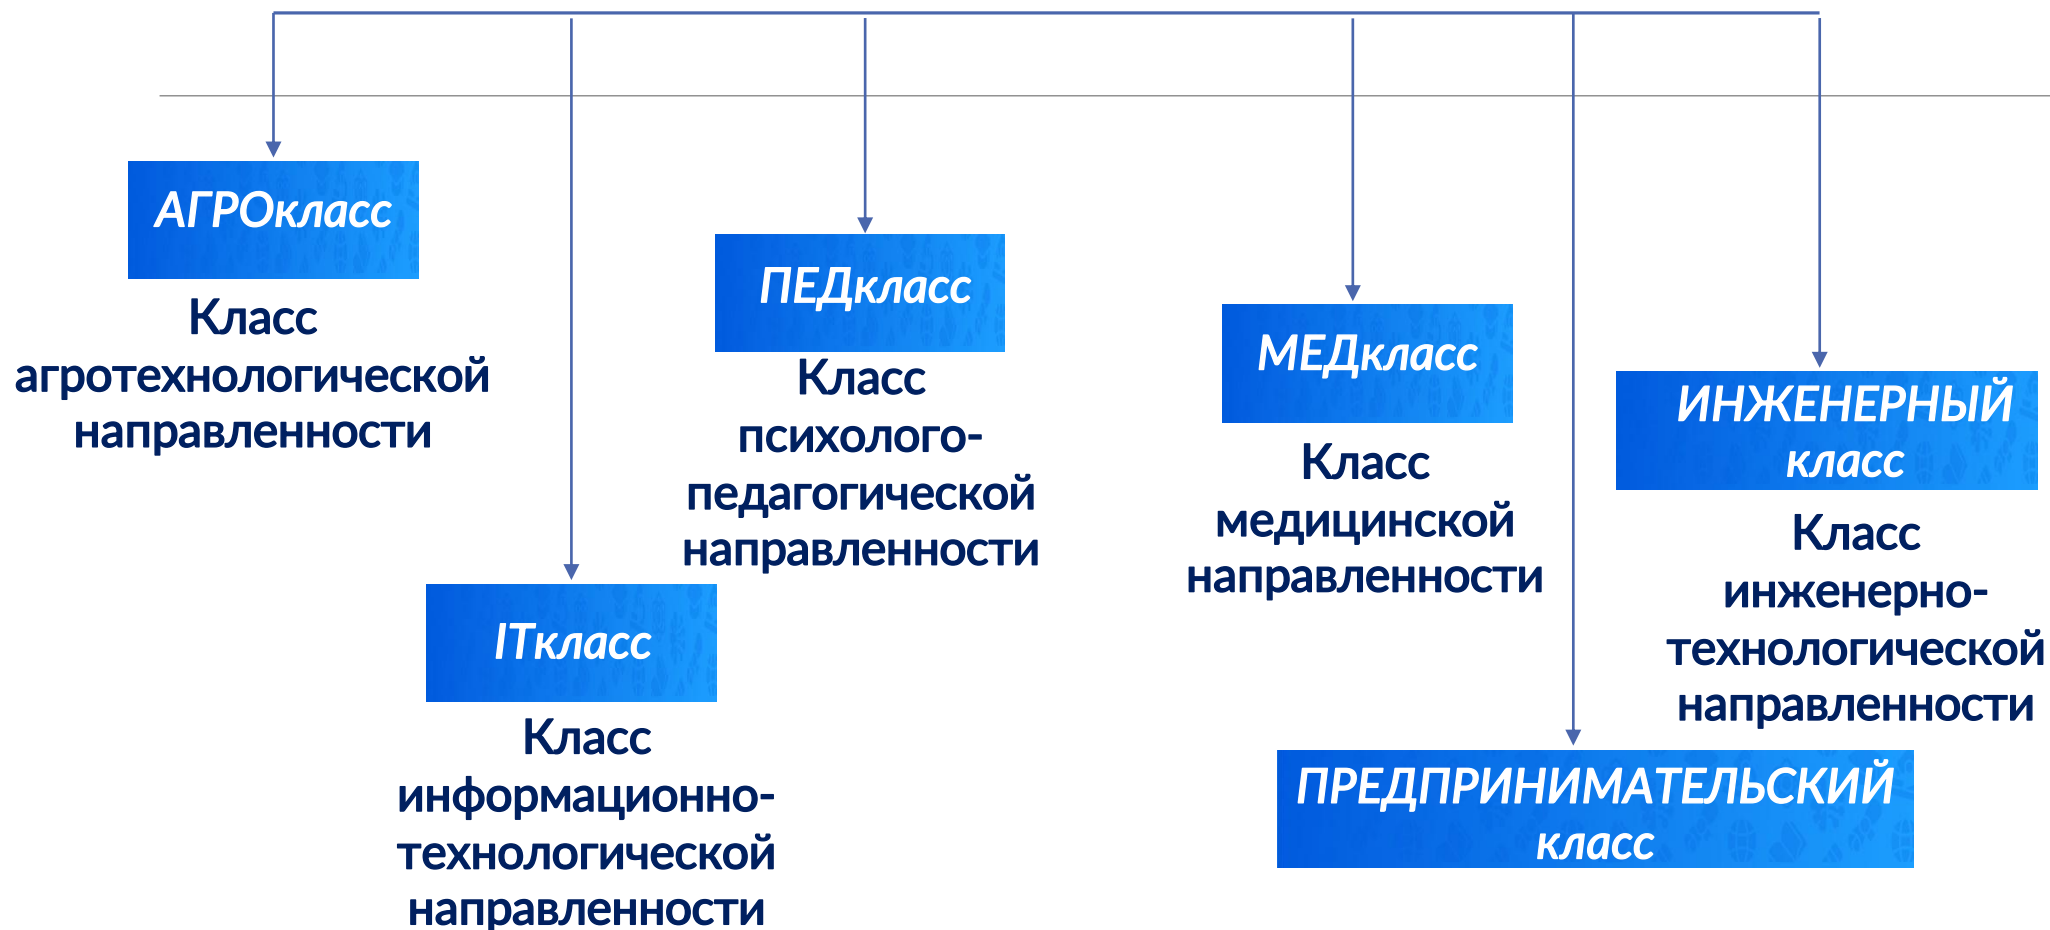 АГРОкласс
Класс
агротехнологической
направленности
ITкласс
Класс
информационно-
технологической
направленности
ПЕДкласс
Класс
психолого-
педагогической
направленности
МЕДкласс
Класс
медицинской
направленности
ПРЕДПРИНИМАТЕЛЬСКИЙ
класс
ИНЖЕНЕРНЫЙ
класс
Класс
инженерно-
технологической
направленности